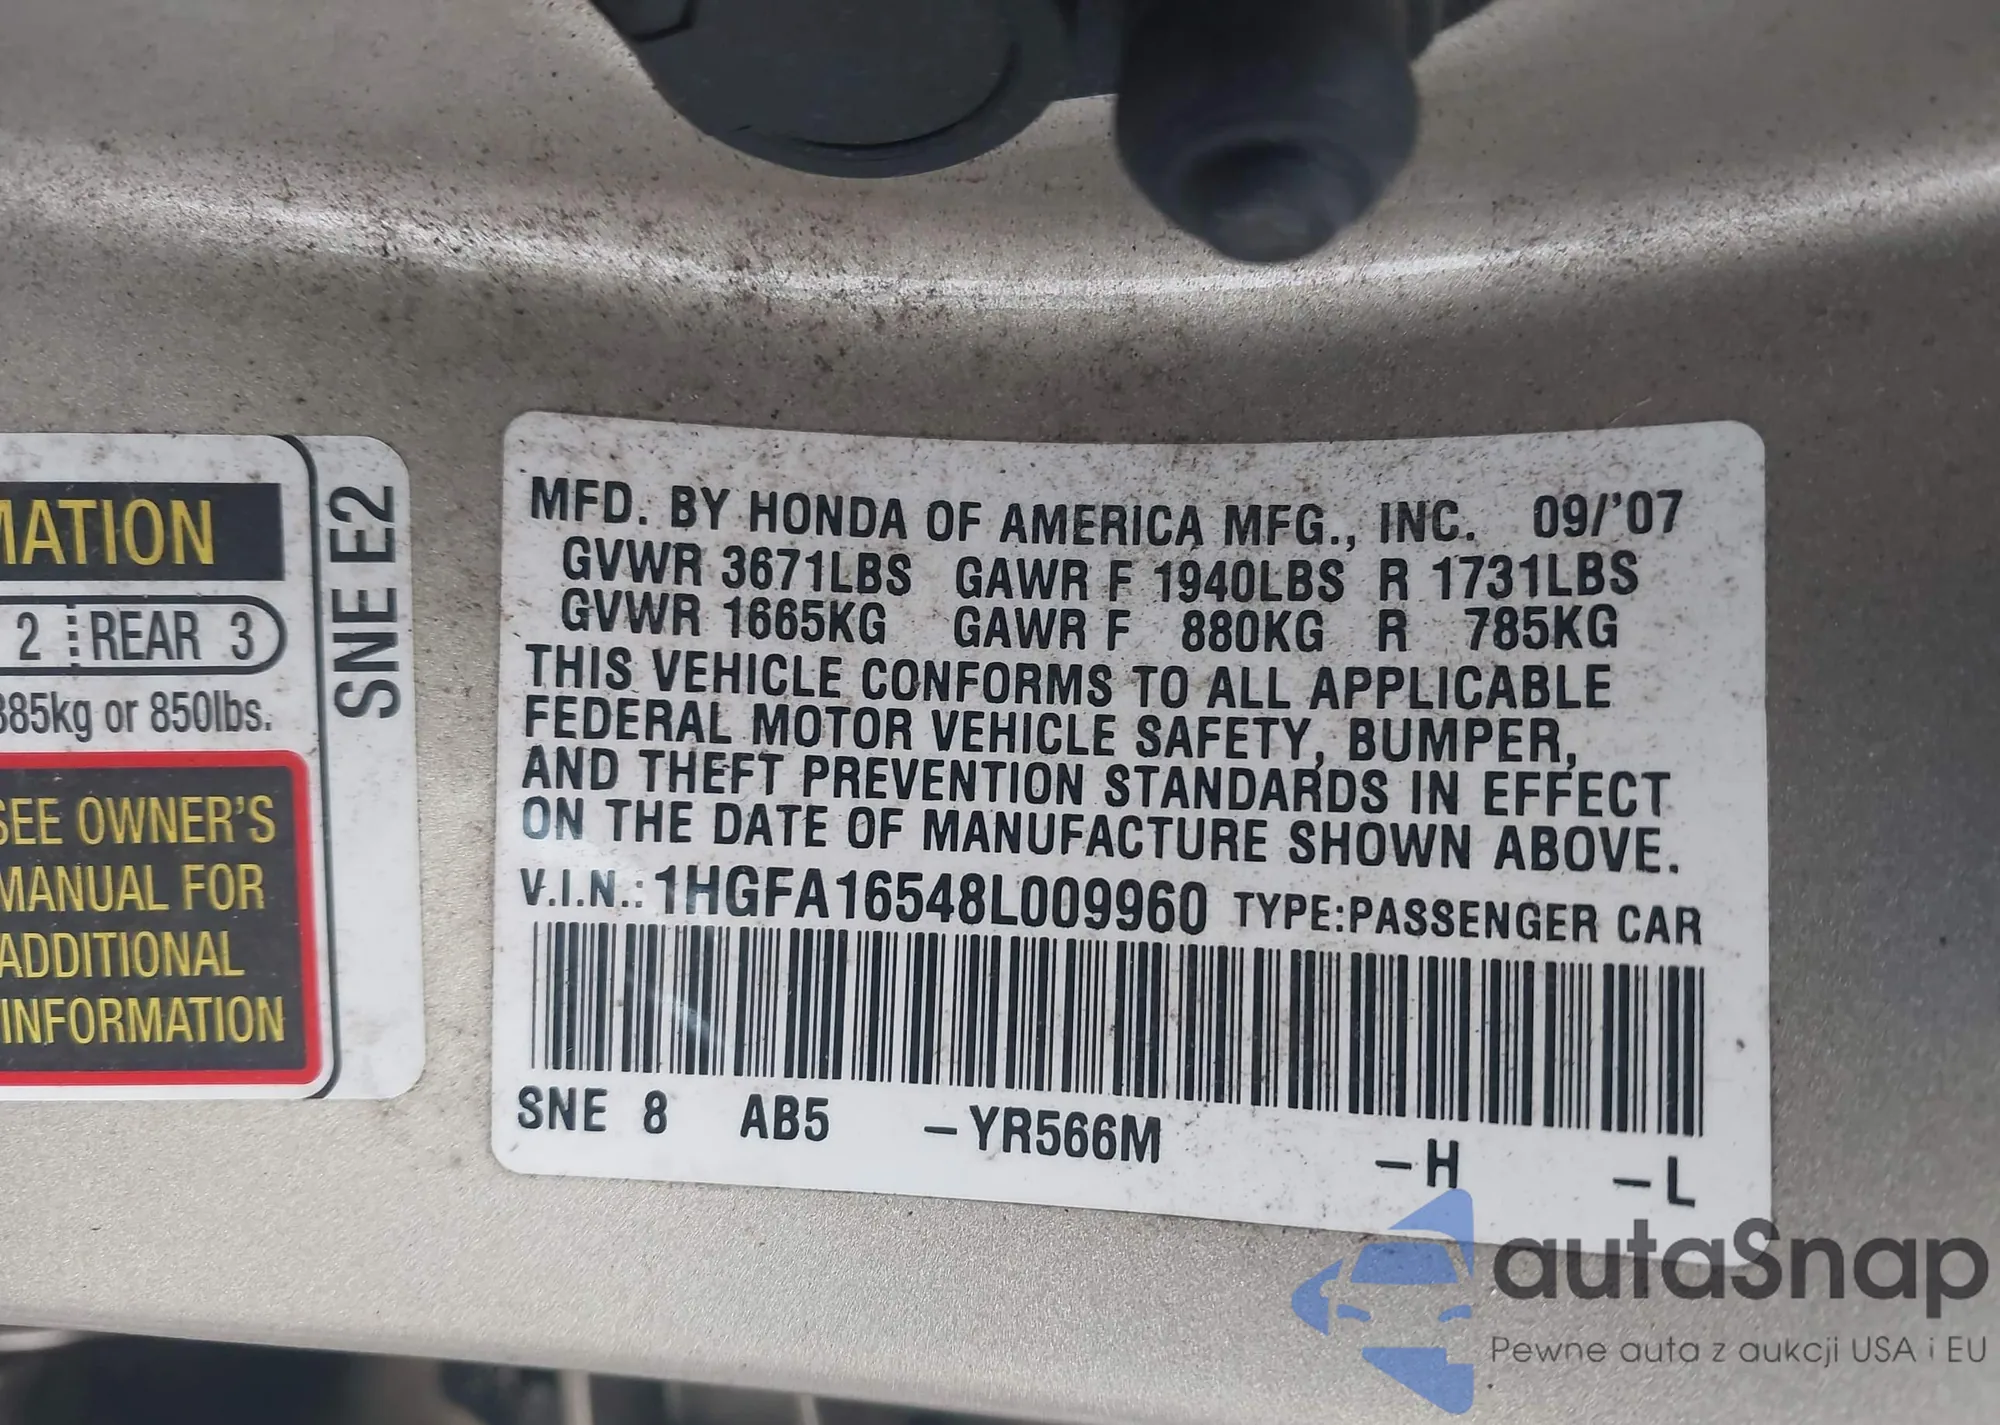 MATION
2 REAR 3
385kg or 850lbs.
SEE OWNER'S
MANUAL FOR
ADDITIONAL
INFORMATION
SNE E2
MFD. BY HONDA OF AMERICA MFG., INC. 09/'07
GVWR 3671LBS GAWR F 1940LBS R 1731LBS
GVWR 1665KG GAWR F 880KG R 785KG
THIS VEHICLE CONFORMS TO ALL APPLICABLE
FEDERAL MOTOR VEHICLE SAFETY, BUMPER,
AND THEFT PREVENTION STANDARDS IN EFFECT
ON THE DATE OF MANUFACTURE SHOWN ABOVE.
V.I.N.: 1HGFA16548L009960 TYPE:PASSENGER CAR
SNE 8 AB5 -YR566M -H -L
autaSnap
Pewne auta z aukcji USA i EU